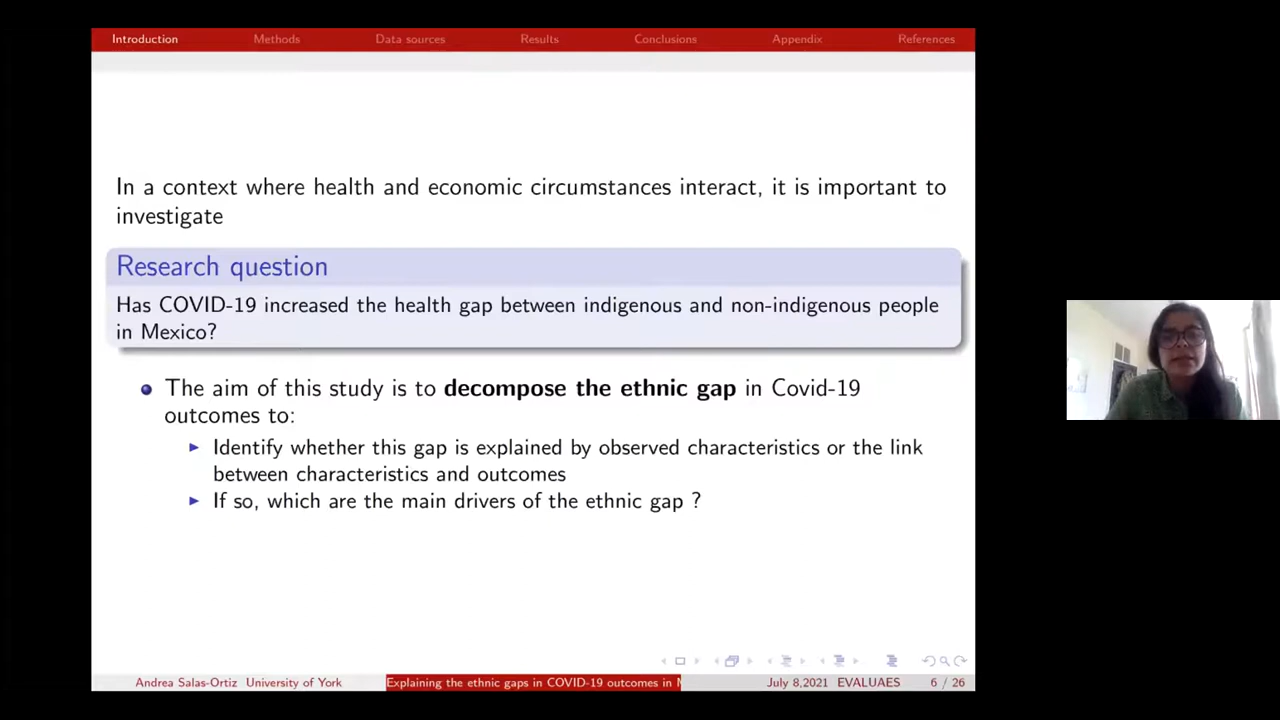 Introduction Methods Data sources Results Conclusions Appendix References
In a context where health and economic circumstances interact, it is important to
investigate
Research question
Has COVID-19 increased the health gap between indigenous and non-indigenous people
in Mexico?
The aim of this study is to decompose the ethnic gap in Covid-19
outcomes to:
Identify whether this gap is explained by observed characteristics or the link
between characteristics and outcomes
If so, which are the main drivers of the ethnic gap ?
Andrea Salas-Ortiz University of York Explaining the ethnic gaps in COVID-19 outcomes in July 8,2021 EVALUAES 6 / 26